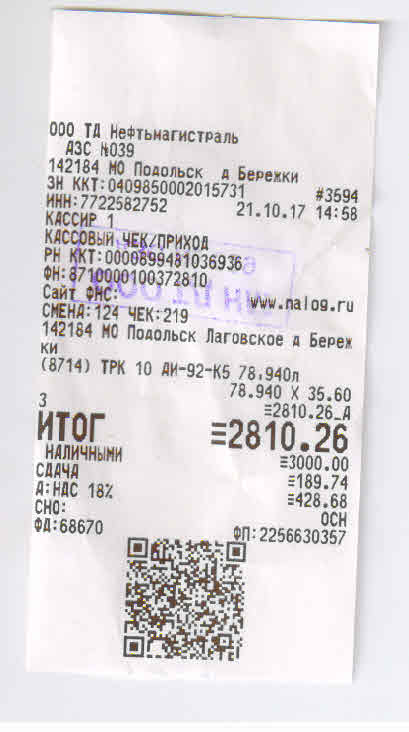 ООО ТД Нефтьмагистраль
АЗС №039
142184 МО Подольск д Бережки
ЗН ККТ:0409850002015731 #3594
ИНН:7722582752 21.10.17 14:58
КАССИР 1
КАССОВЫЙ ЧЕК/ПРИХОД
РН ККТ:0000899481036936
ФН:8710000100372810
Сайт ФНС: www.nalog.ru
СМЕНА:124 ЧЕК:219
142184 МО Подольск Лаговское д Береж
ки
(8714) ТРК 10 АИ-92-К5 78.940л
78.940 X 35.60
3 ≡2810.26_А
ИТОГ ≡2810.26
НАЛИЧНЫМИ ≡3000.00
СДАЧА ≡189.74
А:НДС 18% ≡428.68
СНО: ОСН
ФД:68670 ФП:2256630357